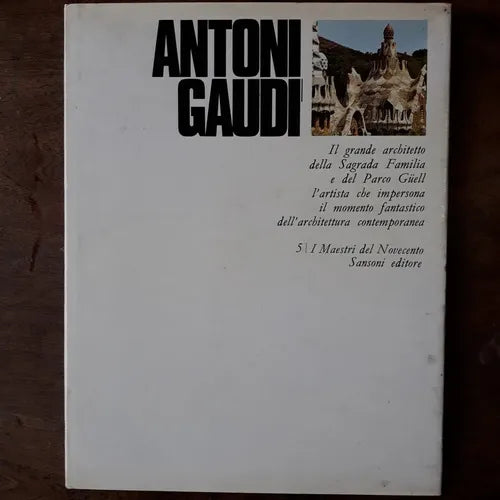 ANTONI
GAUDI
Il grande architetto
della Sagrada Familia
e del Parco Güell
l'artista che impersona
il momento fantastico
dell'architettura contemporanea
5| I Maestri del Novecento
Sansoni editore